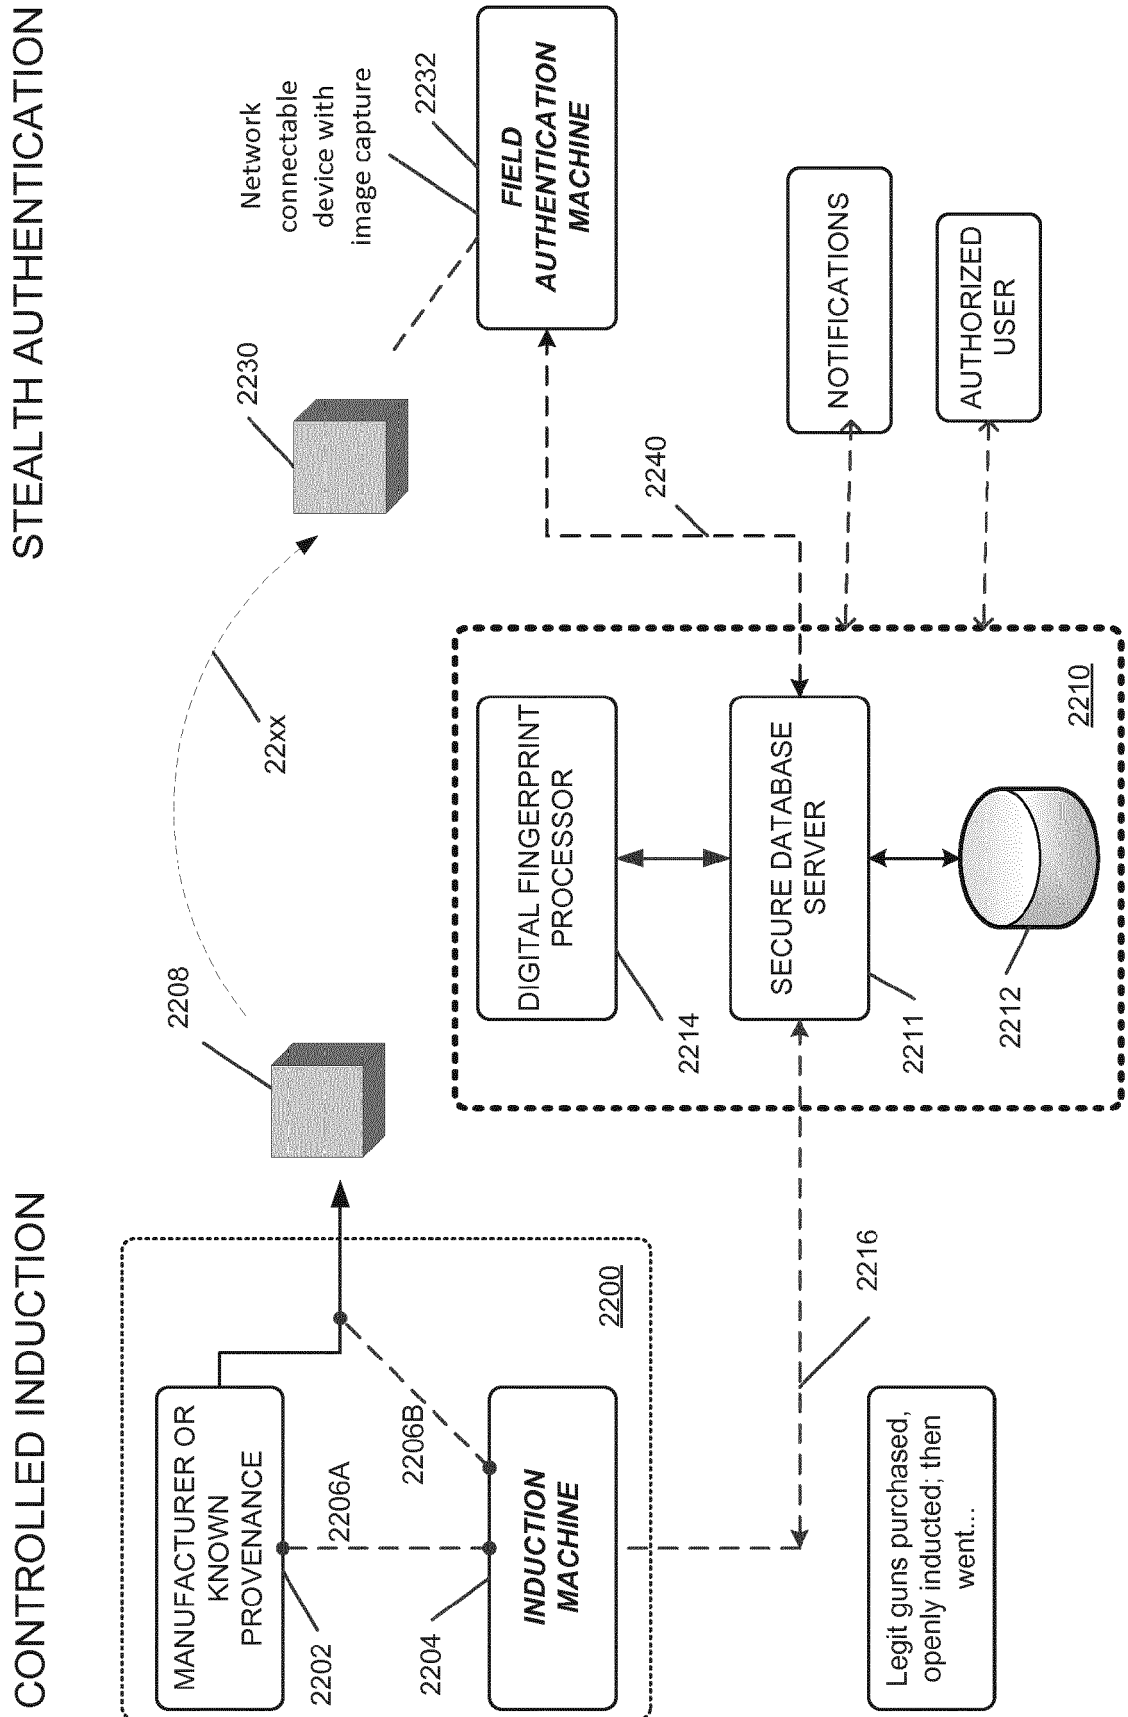 CONTROLLED INDUCTION
STEALTH AUTHENTICATION
MANUFACTURER OR
KNOWN
PROVENANCE
2202
2206A
2206B
2204
INDUCTION
MACHINE
2200
2208
22xx
2230
Network
connectable
device with
image capture
2232
FIELD
AUTHENTICATION
MACHINE
DIGITAL FINGERPRINT
PROCESSOR
2214
SECURE DATABASE
SERVER
2211
2212
2210
2240
NOTIFICATIONS
AUTHORIZED
USER
2216
Legit guns purchased,
openly inducted; then
went...